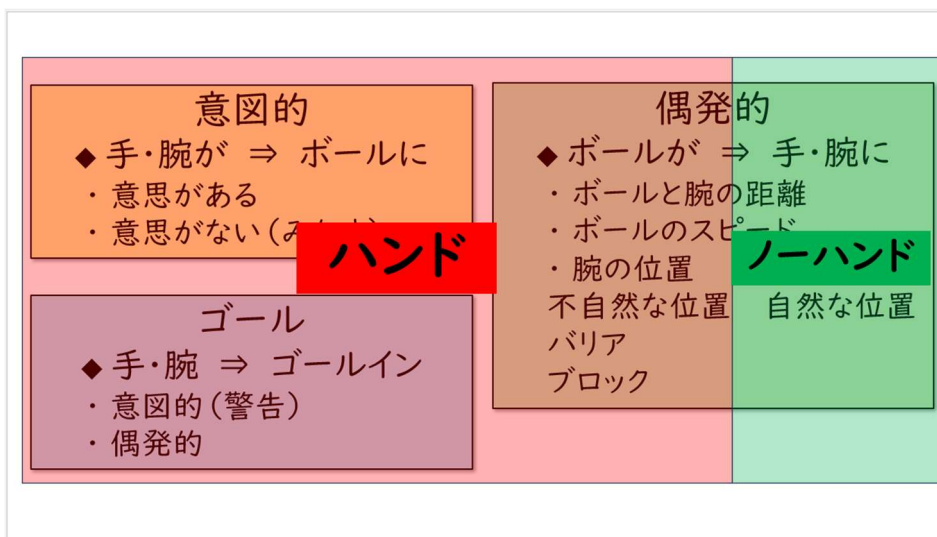 意図的
◆ 手・腕が ⇒ ボールに
・ 意思がある
・ 意思がない(み
ハンド
ゴール
◆ 手・腕 ⇒ ゴールイン
・ 意図的(警告)
・ 偶発的
偶発的
◆ ボールが ⇒ 手・腕に
・ ボールと腕の距離
・ ボールのスピード
・ 腕の位置
ノーハンド
不自然な位置 自然な位置
バリア
ブロック